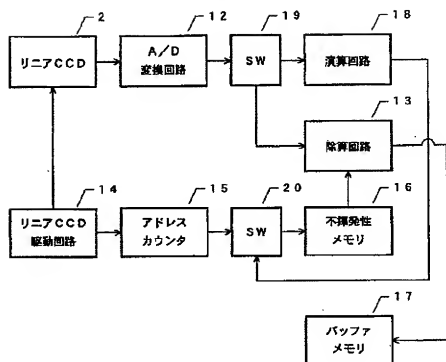 2
12
19
18
リニアCCD
A/D
変換回路
SW
演算回路
13
除算回路
14
15
20
16
リニアCCD
駆動回路
アドレス
カウンタ
SW
不揮発性
メモリ
17
バッファ
メモリ